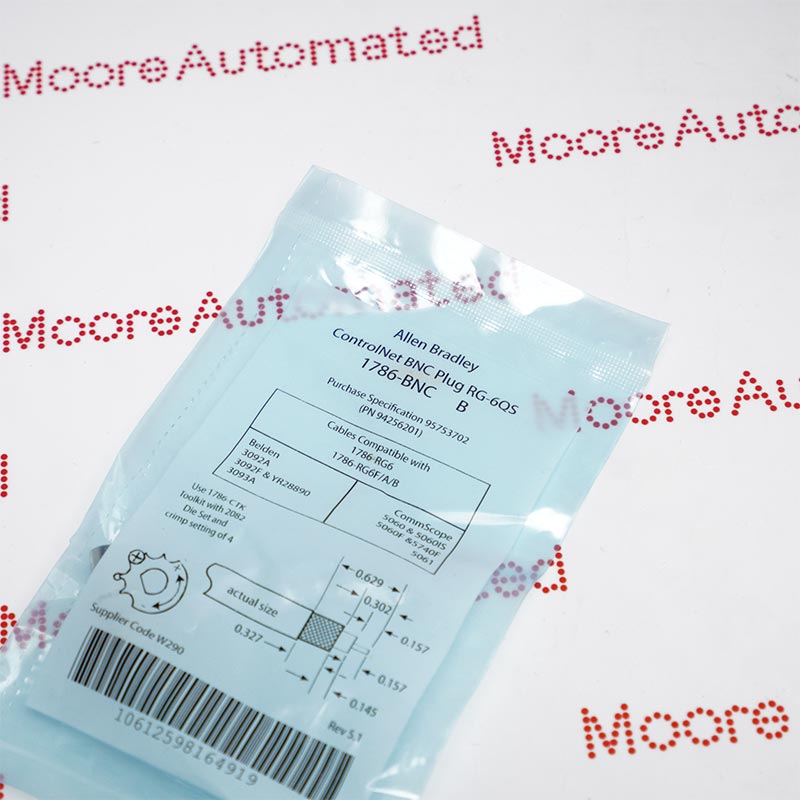 Moore Automated
Moore Auto
Moore Automated
Moore Au
Moore
Allen Bradley
ControlNet BNC Plug RG-6QS
1786-BNC B
Purchase Specification 95753702
(PN 94256201)
Cables Compatible with
1786-RG6
1786-RG6F/A/B
Belden
3092A
3092F & YR28890
3093A
CommScope
5060 & 5060IS
5060F &5740F
5061
Use 1786-CTK
Toolkit with 2082
Die Set and
crimp setting of 4
actual size
0.629
0.302
0.157
0.327
0.157
0.145
Supplier Code W290
Rev 5.1
10612598164919